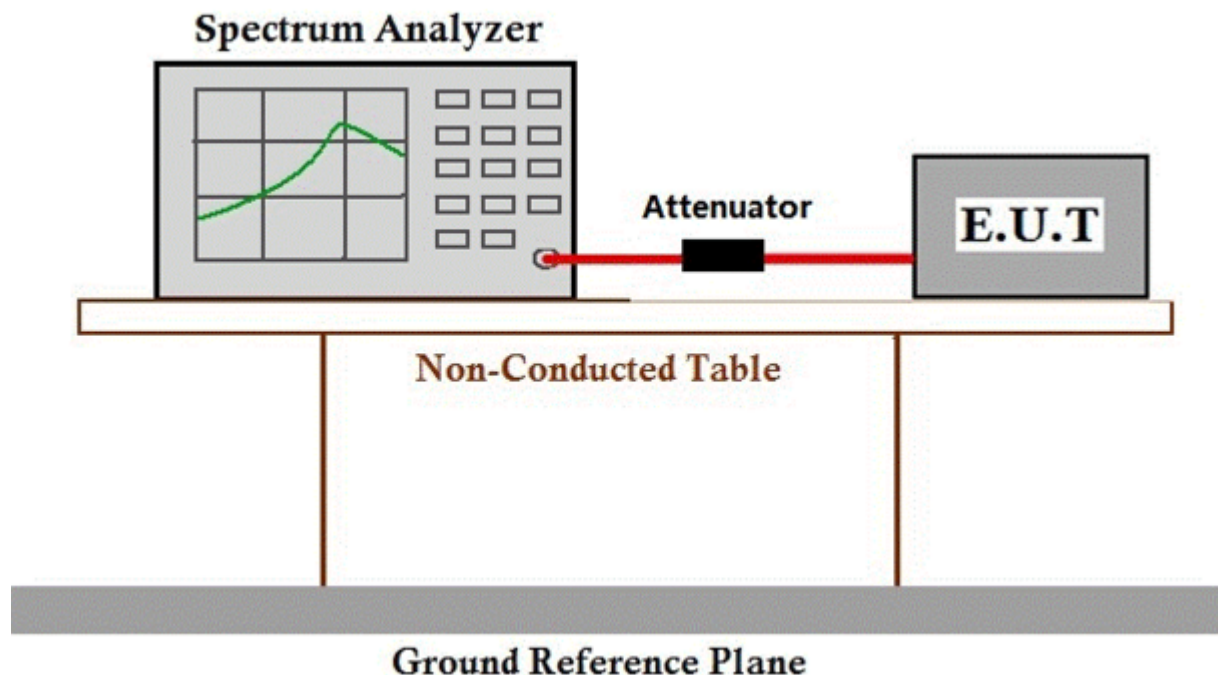 Spectrum Analyzer
Attenuator
E.U.T
Non-Conducted Table
Ground Reference Plane